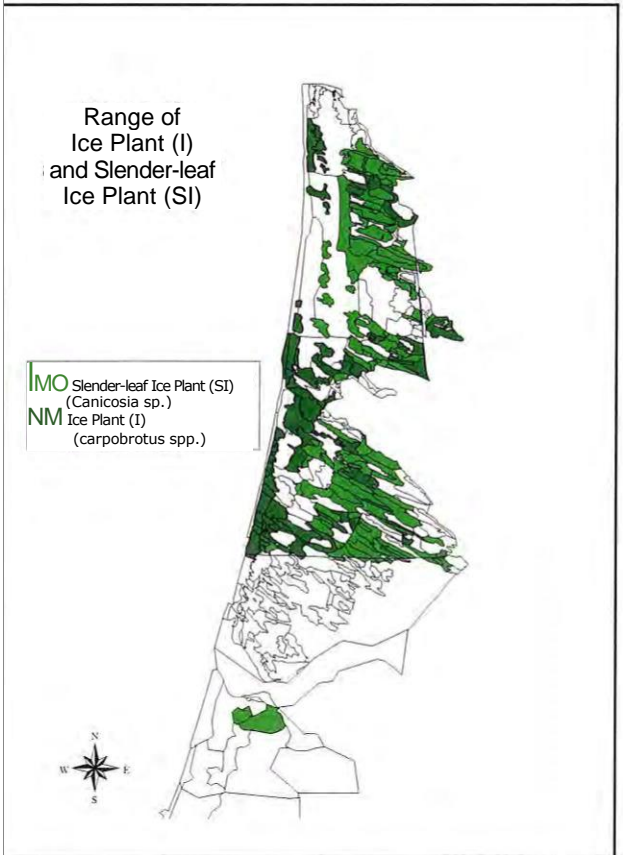 Range of
Ice Plant (I)
and Slender-leaf
Ice Plant (SI)
IMO Slender-leaf Ice Plant (SI)
(Canicosia sp.)
NM Ice Plant (I)
(carpobrotus spp.)
N
W E
S